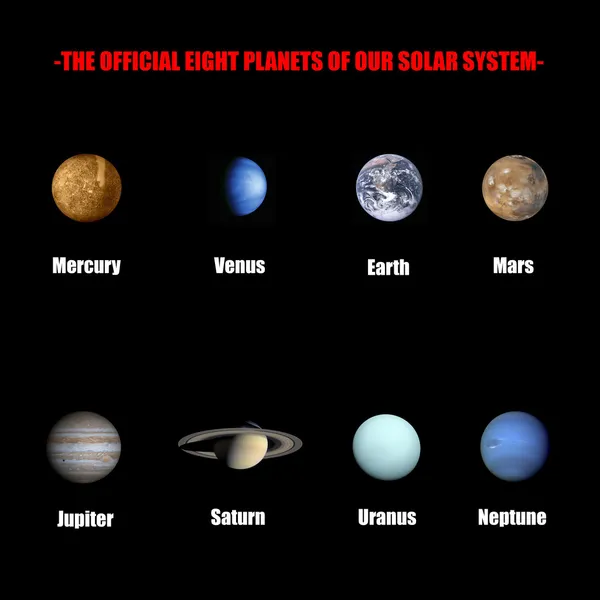 -THE OFFICIAL EIGHT PLANETS OF OUR SOLAR SYSTEM-
Mercury Venus Earth Mars
Jupiter Saturn Uranus Neptune